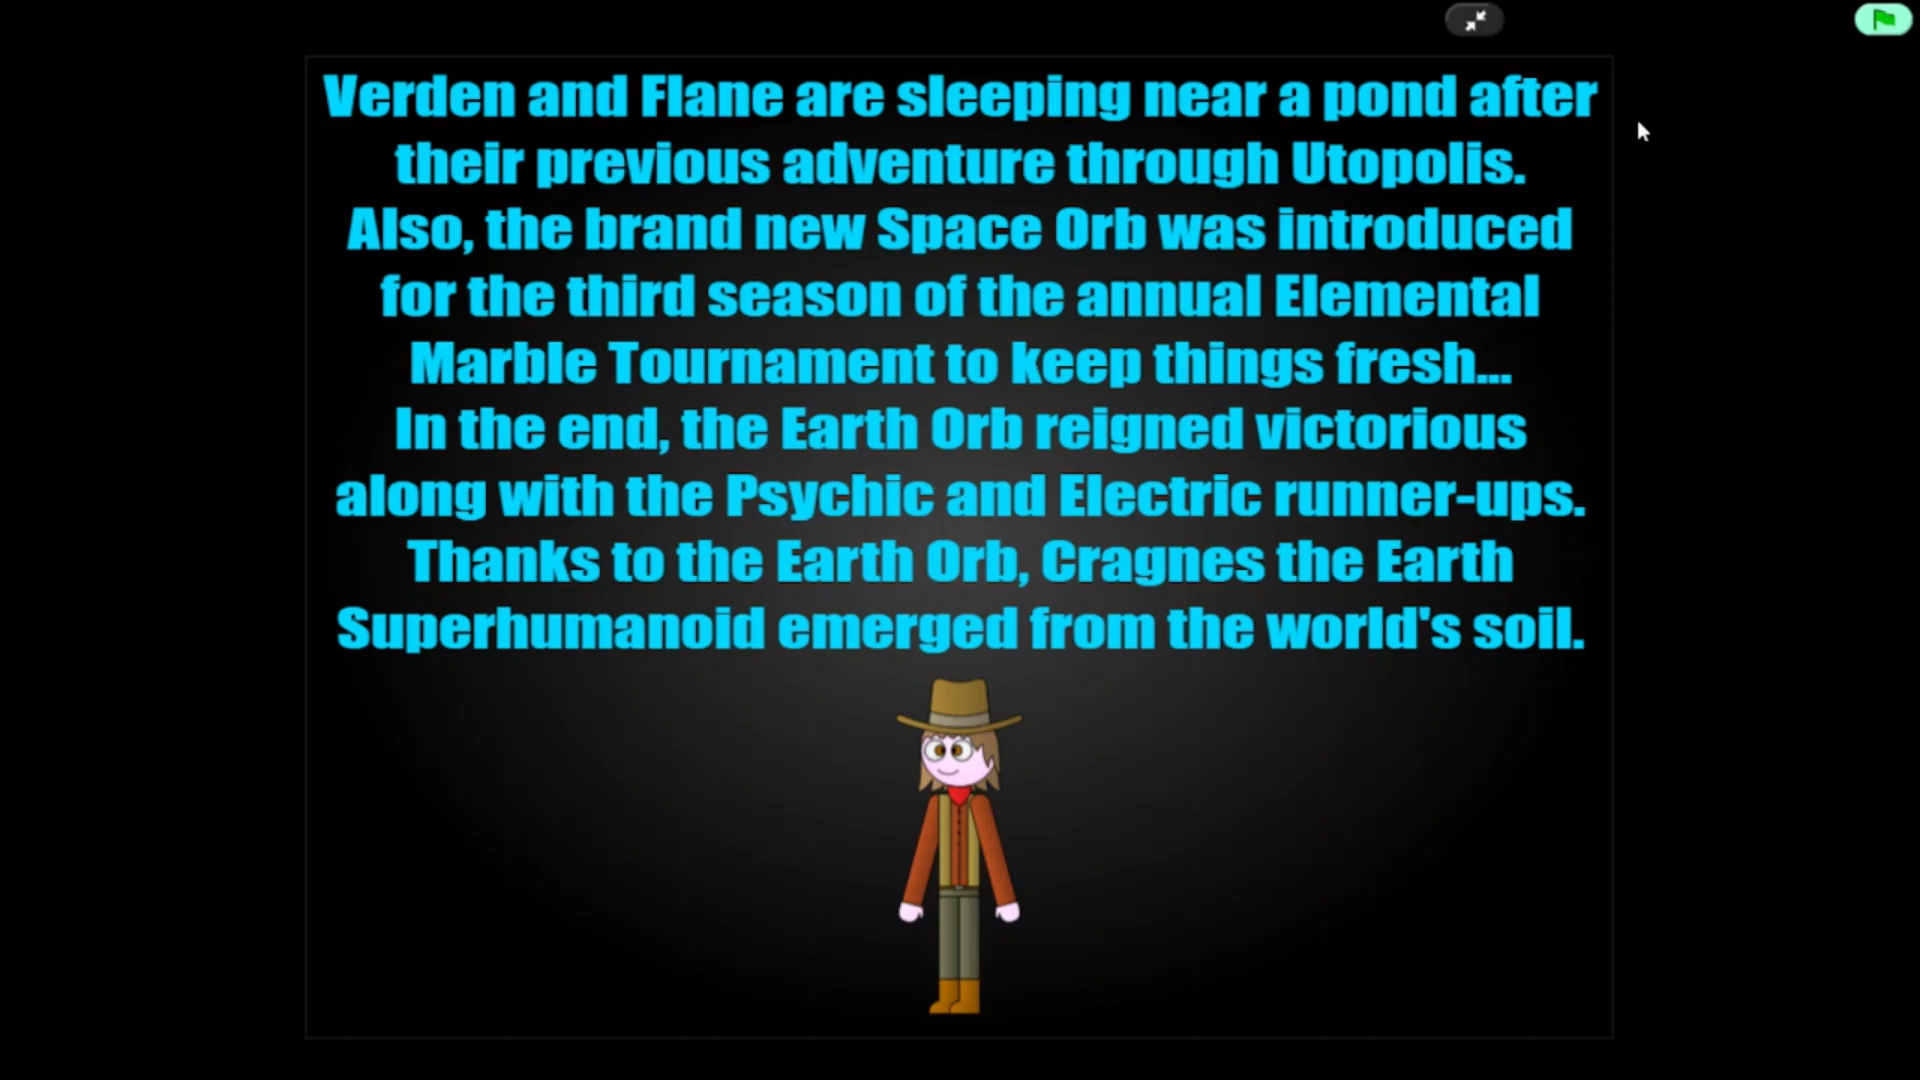 Verden and Flane are sleeping near a pond after
their previous adventure through Utopolis.
Also, the brand new Space Orb was introduced
for the third season of the annual Elemental
Marble Tournament to keep things fresh...
In the end, the Earth Orb reigned victorious
along with the Psychic and Electric runner-ups.
Thanks to the Earth Orb, Cragnes the Earth
Superhumanoid emerged from the world's soil.